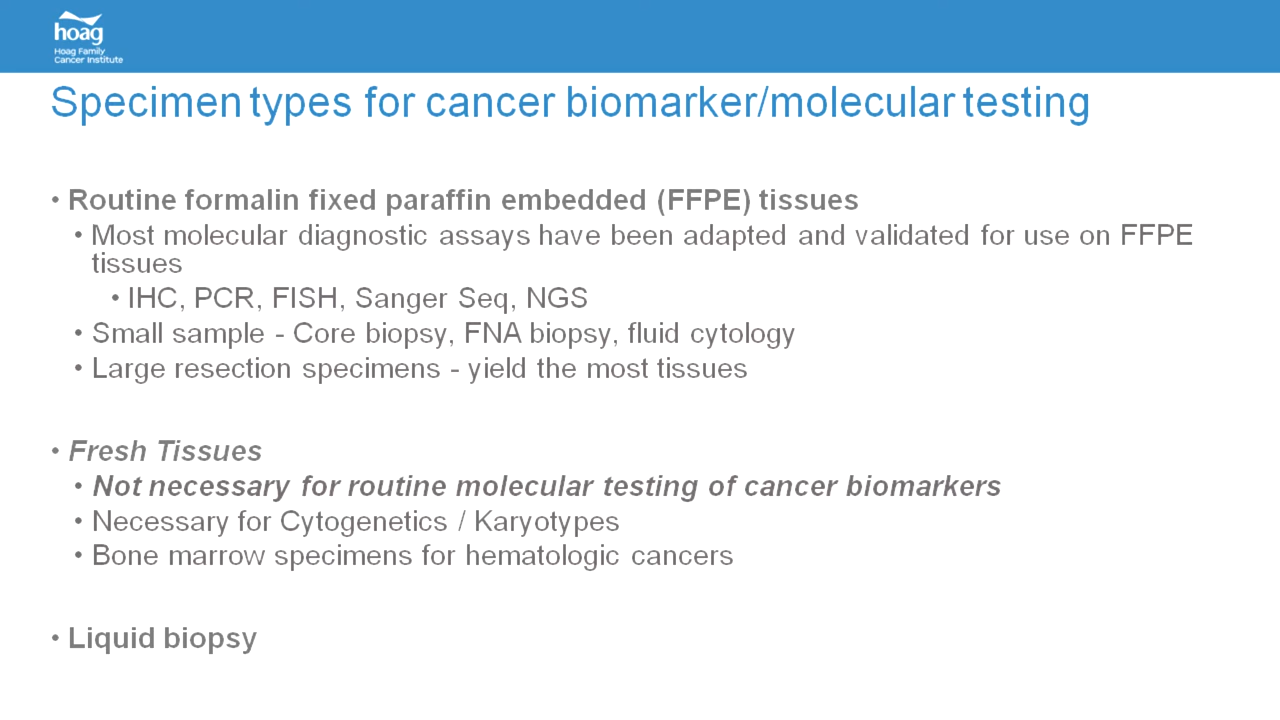 hoag
Hoag Family
Cancer Institute
Specimen types for cancer biomarker/molecular testing
• Routine formalin fixed paraffin embedded (FFPE) tissues
• Most molecular diagnostic assays have been adapted and validated for use on FFPE
tissues
• IHC, PCR, FISH, Sanger Seq, NGS
• Small sample - Core biopsy, FNA biopsy, fluid cytology
• Large resection specimens - yield the most tissues
• Fresh Tissues
• Not necessary for routine molecular testing of cancer biomarkers
• Necessary for Cytogenetics / Karyotypes
• Bone marrow specimens for hematologic cancers
• Liquid biopsy